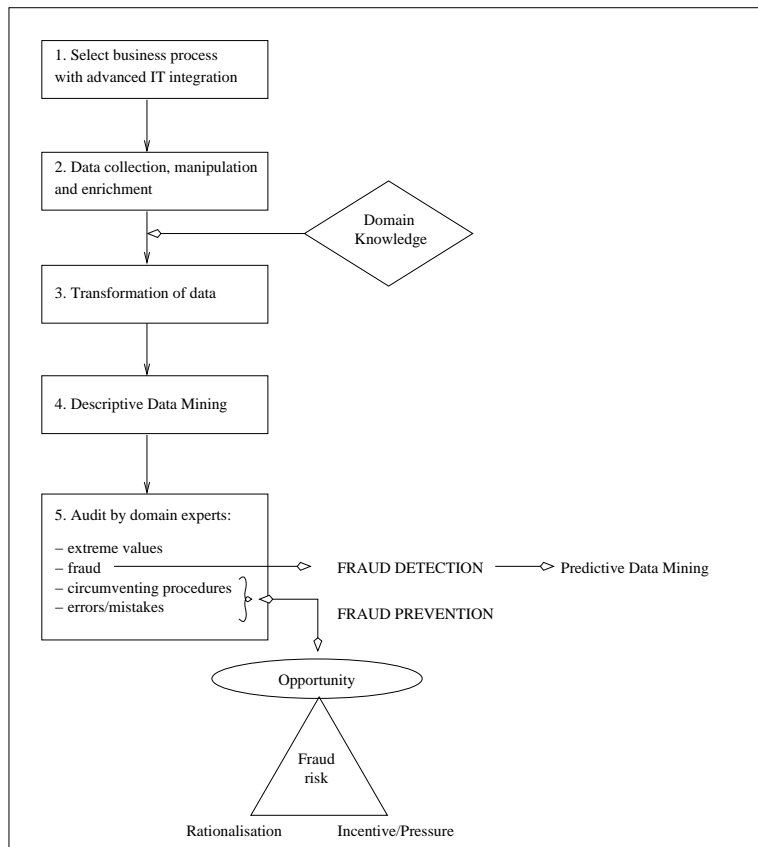 1. Select business process
with advanced IT integration
2. Data collection, manipulation
and enrichment
Domain
Knowledge
3. Transformation of data
4. Descriptive Data Mining
5. Audit by domain experts:
– extreme values
– fraud
– circumventing procedures
– errors/mistakes
FRAUD DETECTION
Predictive Data Mining
FRAUD PREVENTION
Opportunity
Fraud
risk
Rationalisation
Incentive/Pressure